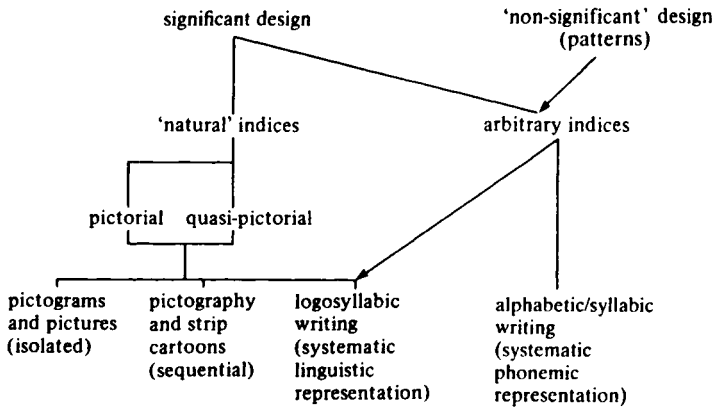 significant design
'non-significant' design
(patterns)
'natural' indices
arbitrary indices
pictorial
quasi-pictorial
pictograms
and pictures
(isolated)
pictography
and strip
cartoons
(sequential)
logosyllabic
writing
(systematic
linguistic
representation)
alphabetic/syllabic
writing
(systematic
phonemic
representation)